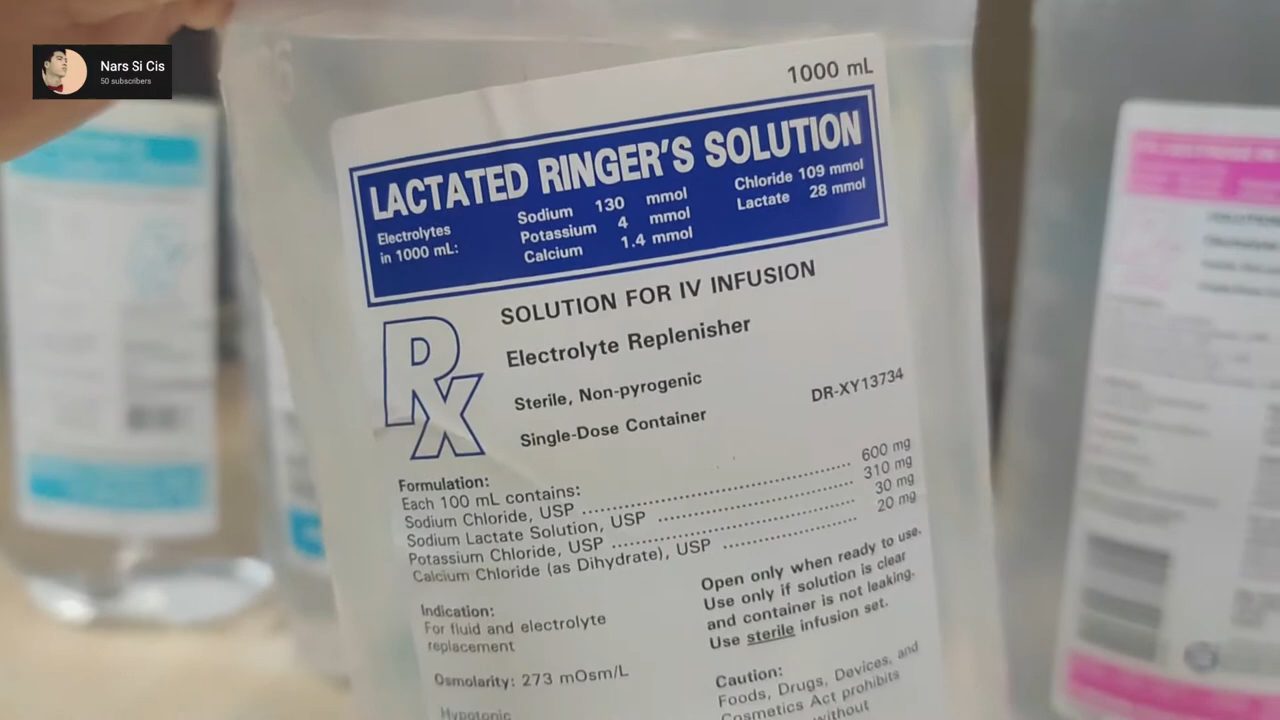 Nars Si Cis
50 subscribers
1000 mL
LACTATED RINGER'S SOLUTION
Electrolytes
in 1000 mL:
Sodium 130 mmol
Potassium 4 mmol
Calcium 1.4 mmol
Chloride 109 mmol
Lactate 28 mmol
Rx
SOLUTION FOR IV INFUSION
Electrolyte Replenisher
Sterile, Non-pyrogenic
Single-Dose Container
DR-XY13734
Formulation:
Each 100 mL contains:
Sodium Chloride, USP ........................ 600 mg
Sodium Lactate Solution, USP ........................ 310 mg
Potassium Chloride, USP ........................ 30 mg
Calcium Chloride (as Dihydrate), USP ........................ 20 mg
Indication:
For fluid and electrolyte
replacement
Osmolarity: 273 mOsm/L
Hypotonic
Open only when ready to use.
Use only if solution is clear
and container is not leaking.
Use sterile infusion set.
Caution:
Foods, Drugs, Devices, and
Cosmetics Act prohibits
without